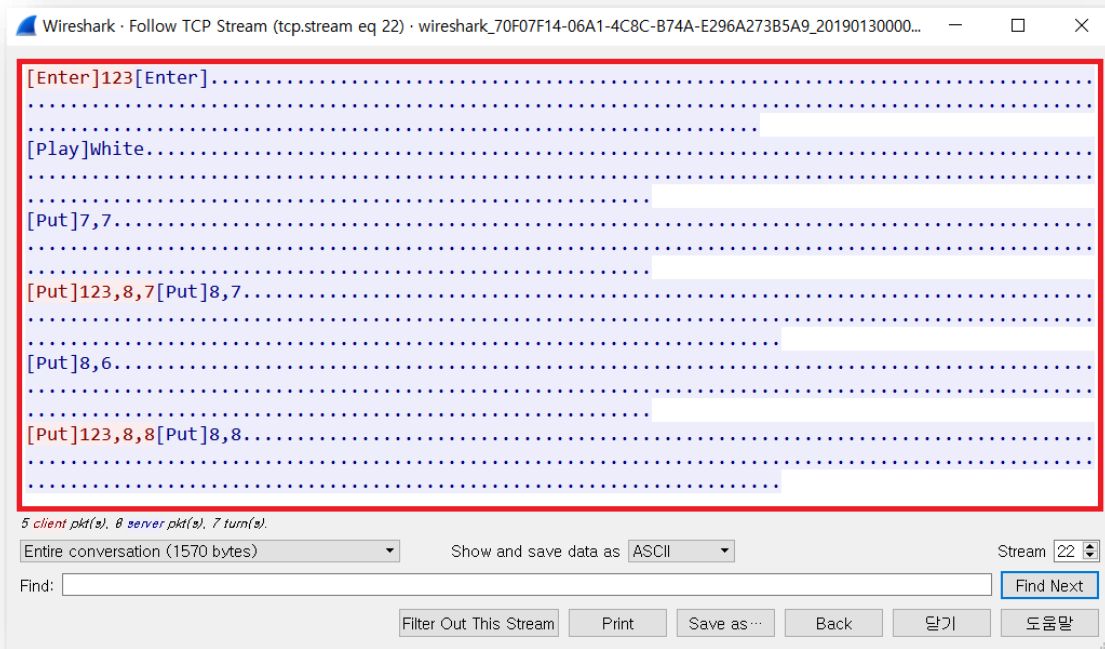 Wireshark · Follow TCP Stream (tcp.stream eq 22) · wireshark_70F07F14-06A1-4C8C-B74A-E296A273B5A9_20190130000...
[Enter]123[Enter]..................................................................................
...................................................................................................
....................................................................
[Play]White........................................................................................
...................................................................................................
..........................................................
[Put]7,7...........................................................................................
...................................................................................................
..........................................................
[Put]123,8,7[Put]8,7...............................................................................
...................................................................................................
......................................................................
[Put]8,6...........................................................................................
...................................................................................................
..........................................................
[Put]123,8,8[Put]8,8...............................................................................
...................................................................................................
......................................................................
5 client pkt(s), server pkt(s), 7 turn(s).
Entire conversation (1570 bytes) Show and save data as ASCII Stream 22
Find: Find Next
Filter Out This Stream Print Save as… Back 닫기 도움말